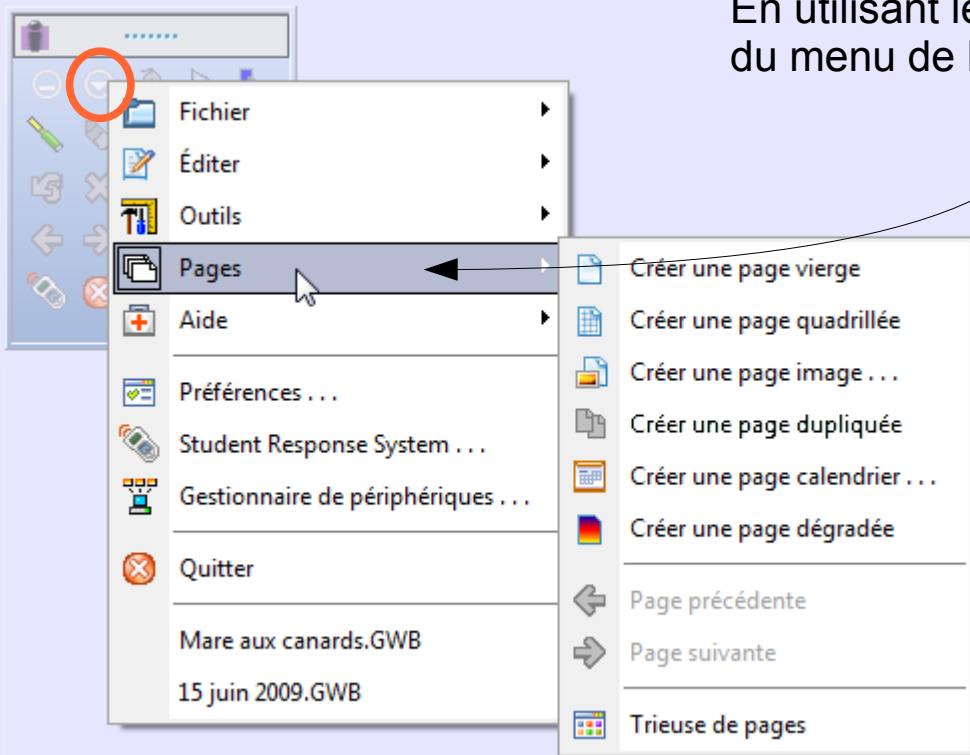 En utilisant
du menu de
Fichier
Éditer
Outils
Pages
Aide
Préférences . . .
Student Response System . . .
Gestionnaire de périphériques . . .
Quitter
Mare aux canards.GWB
15 juin 2009.GWB
Créer une page vierge
Créer une page quadrillée
Créer une page image . . .
Créer une page dupliquée
Créer une page calendrier . . .
Créer une page dégradée
Page précédente
Page suivante
Trieuse de pages